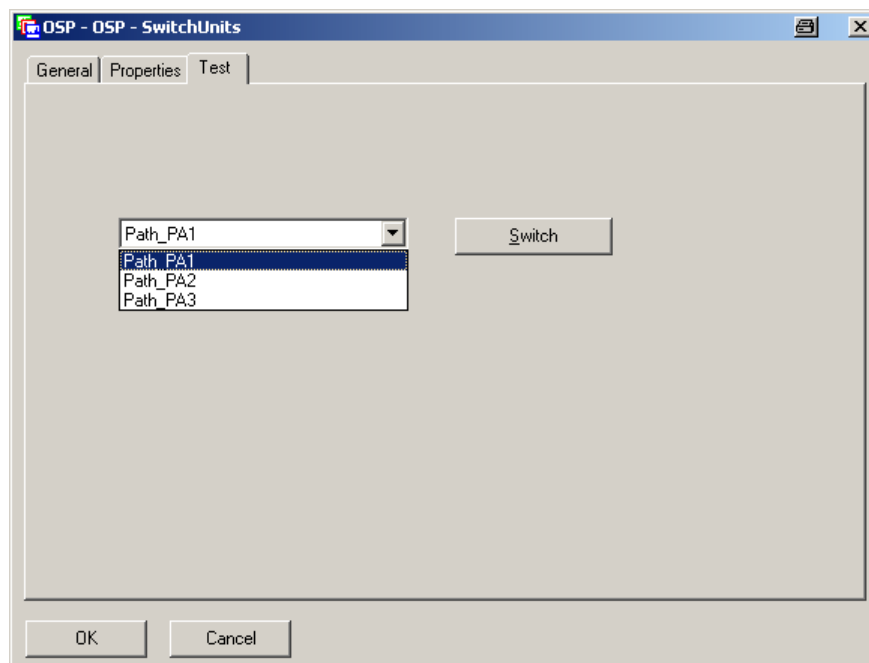 OSP - OSP - SwitchUnits
General Properties Test
Path_PA1 Switch
Path_PA1
Path_PA2
Path_PA3
OK Cancel